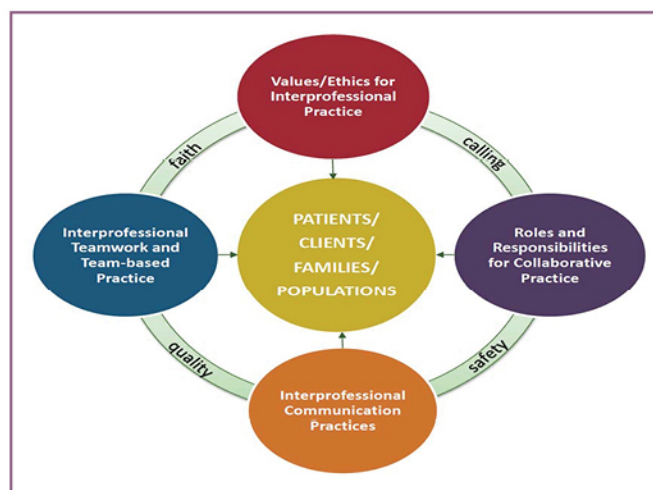 Values/Ethics for
Interprofessional
Practice
faith
calling
Interprofessional
Teamwork and
Team-based
Practice
PATIENTS/
CLIENTS/
FAMILIES/
POPULATIONS
Roles and
Responsibilities
for Collaborative
Practice
quality
safety
Interprofessional
Communication
Practices